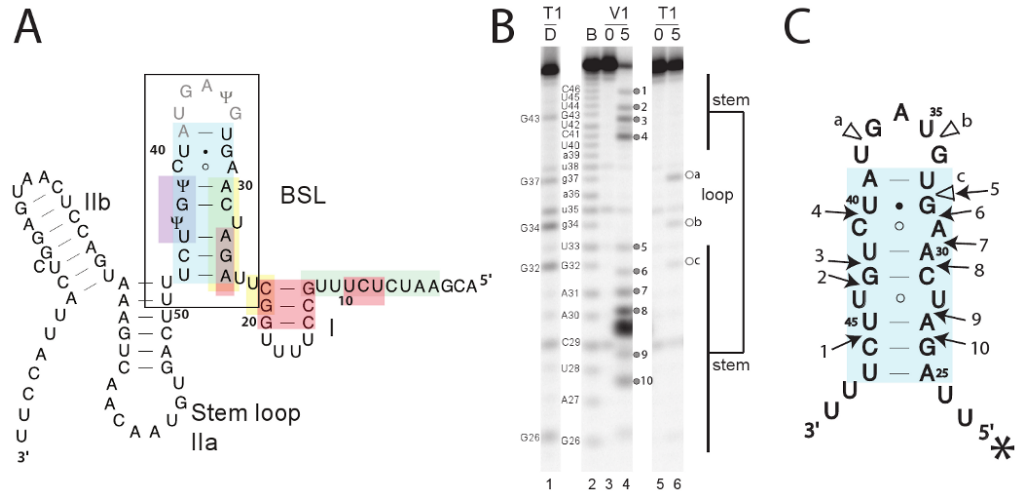 A
G A Ψ
U G
A U
40 U G
C A
Ψ A 30
G C
Ψ U
U A
C G
U A U U
BSL
IIb
U A A C U C C A G U
A G A G G C
U C A U U A C C U U
3'
A A A G U C
U U U C A G U G U
50
A C A A U
Stem loop
IIa
C G
G C
G C
20
U U U U
I
G U U U C U C U A A G C A 5'
10
B
T1 V1 T1
D B 0 5 0 5
C46
U45
U44
G43 G43
U42
C41
U40
a39
u38
G37 g37
a36
u35
G34 g34
U33
G32 G32
A31
A30
C29
U28
A27
G26 G26
1
2
3
4
a
b
c
5
6
7
8
9
10
stem
loop
stem
1 2 3 4 5 6
C
A 35
a G U b
U G
A U c
5
40 U G
4 C A 6
7
3 U A 30
G C 8
2
U U
45 U A 9
1 C G 10
U A 25
U U
U U
3' 5' *